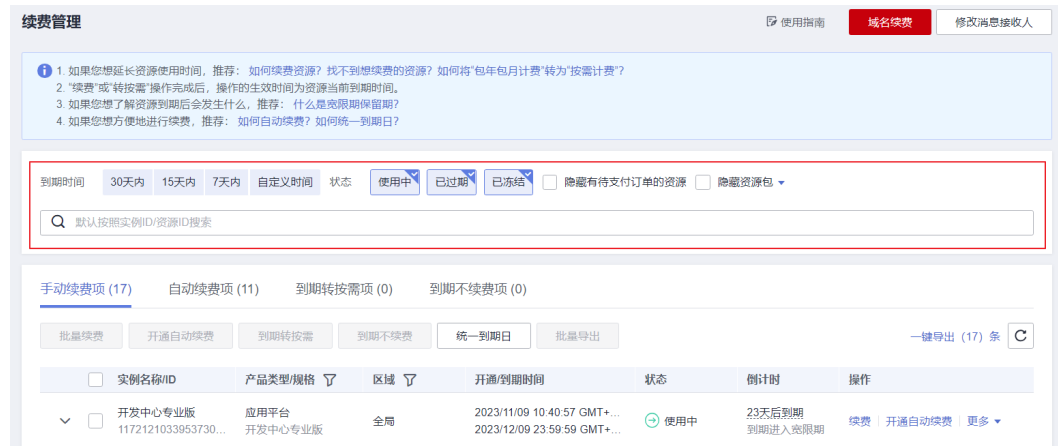 续费管理
使用指南
域名续费
修改消息接收人
1. 如果您想延长资源使用时间，推荐： 如何续费资源？找不到想续费的资源？如何将“包年包月计费”转为“按需计费”？
2. “续费”或“转按需”操作完成后，操作的生效时间为资源当前到期时间。
3. 如果您想了解资源到期后会发生什么，推荐： 什么是宽限期保留期？
4. 如果您想方便地进行续费，推荐： 如何自动续费？如何统一到期日？
到期时间 30天内 15天内 7天内 自定义时间 状态 使用中 已过期 已冻结 隐藏有待支付订单的资源 隐藏资源包
默认按照实例ID/资源ID搜索
手动续费项 (17) 自动续费项 (11) 到期转按需项 (0) 到期不续费项 (0)
批量续费 开通自动续费 到期转按需 到期不续费 统一到期日 批量导出 一键导出 (17) 条
实例名称/ID 产品类型/规格 区域 开通/到期时间 状态 倒计时 操作
开发中心专业版 应用平台 全局 2023/11/09 10:40:57 GMT+... 使用中 23天后到期 续费 开通自动续费 更多
1172121033953730... 开发中心专业版 2023/12/09 23:59:59 GMT+... 到期进入宽限期